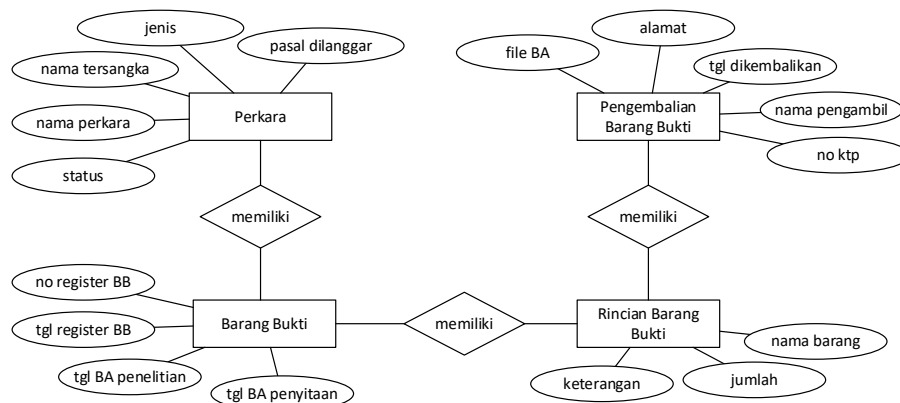 jenis
pasal dilanggar
nama tersangka
nama perkara
status
Perkara
alamat
file BA
tgl dikembalikan
nama pengambil
no ktp
Pengembalian
Barang Bukti
memiliki
memiliki
no register BB
tgl register BB
tgl BA penelitian
tgl BA penyitaan
Barang Bukti
memiliki
Rincian Barang
Bukti
nama barang
jumlah
keterangan